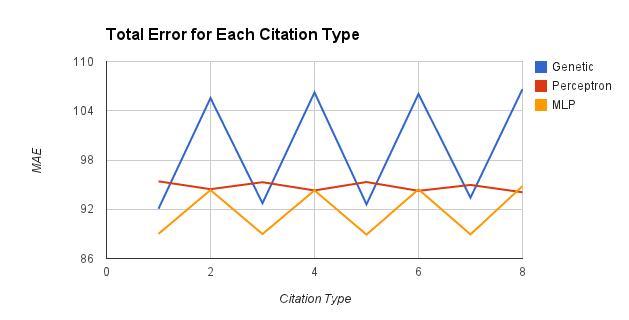 Total Error for Each Citation Type
110
104
98
92
86
MAE
0 2 4 6 8
Citation Type
Genetic
Perceptron
MLP